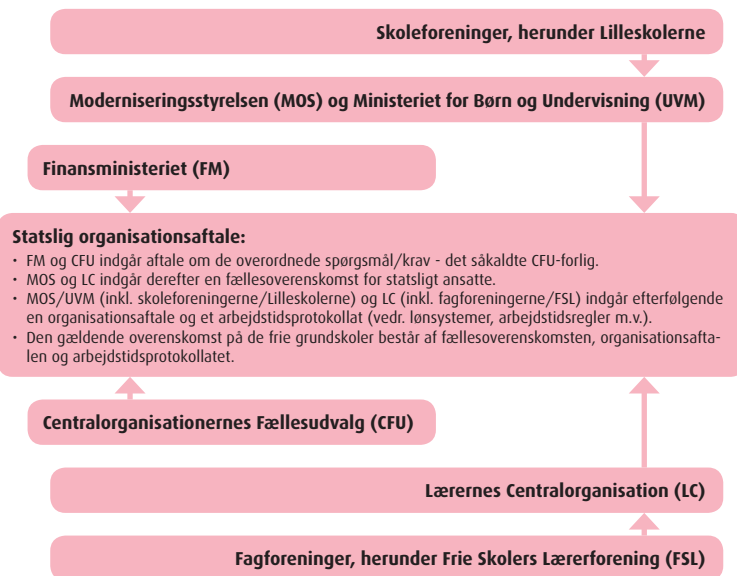 Skoleforeninger, herunder Lilleskolerne
Moderniseringsstyrelsen (MOS) og Ministeriet for Børn og Undervisning (UVM)
Finansministeriet (FM)
Statslig organisationsaftale:
• FM og CFU indgår aftale om de overordnede spørgsmål/krav - det såkaldte CFU-forlig.
• MOS og LC indgår derefter en fællesoverenskomst for statsligt ansatte.
• MOS/UVM (inkl. skoleforeningerne/Lilleskolerne) og LC (inkl. fagforeningerne/FSL) indgår efterfølgende
en organisationsaftale og et arbejdstidsprotokollat (vedr. lønsystemer, arbejdstidsregler m.v.).
• Den gældende overenskomst på de frie grundskoler består af fællesoverenskomsten, organisationsafta-
len og arbejdstidsprotokollatet.
Centralorganisationernes Fællesudvalg (CFU)
Lærernes Centralorganisation (LC)
Fagforeninger, herunder Frie Skolers Lærerforening (FSL)